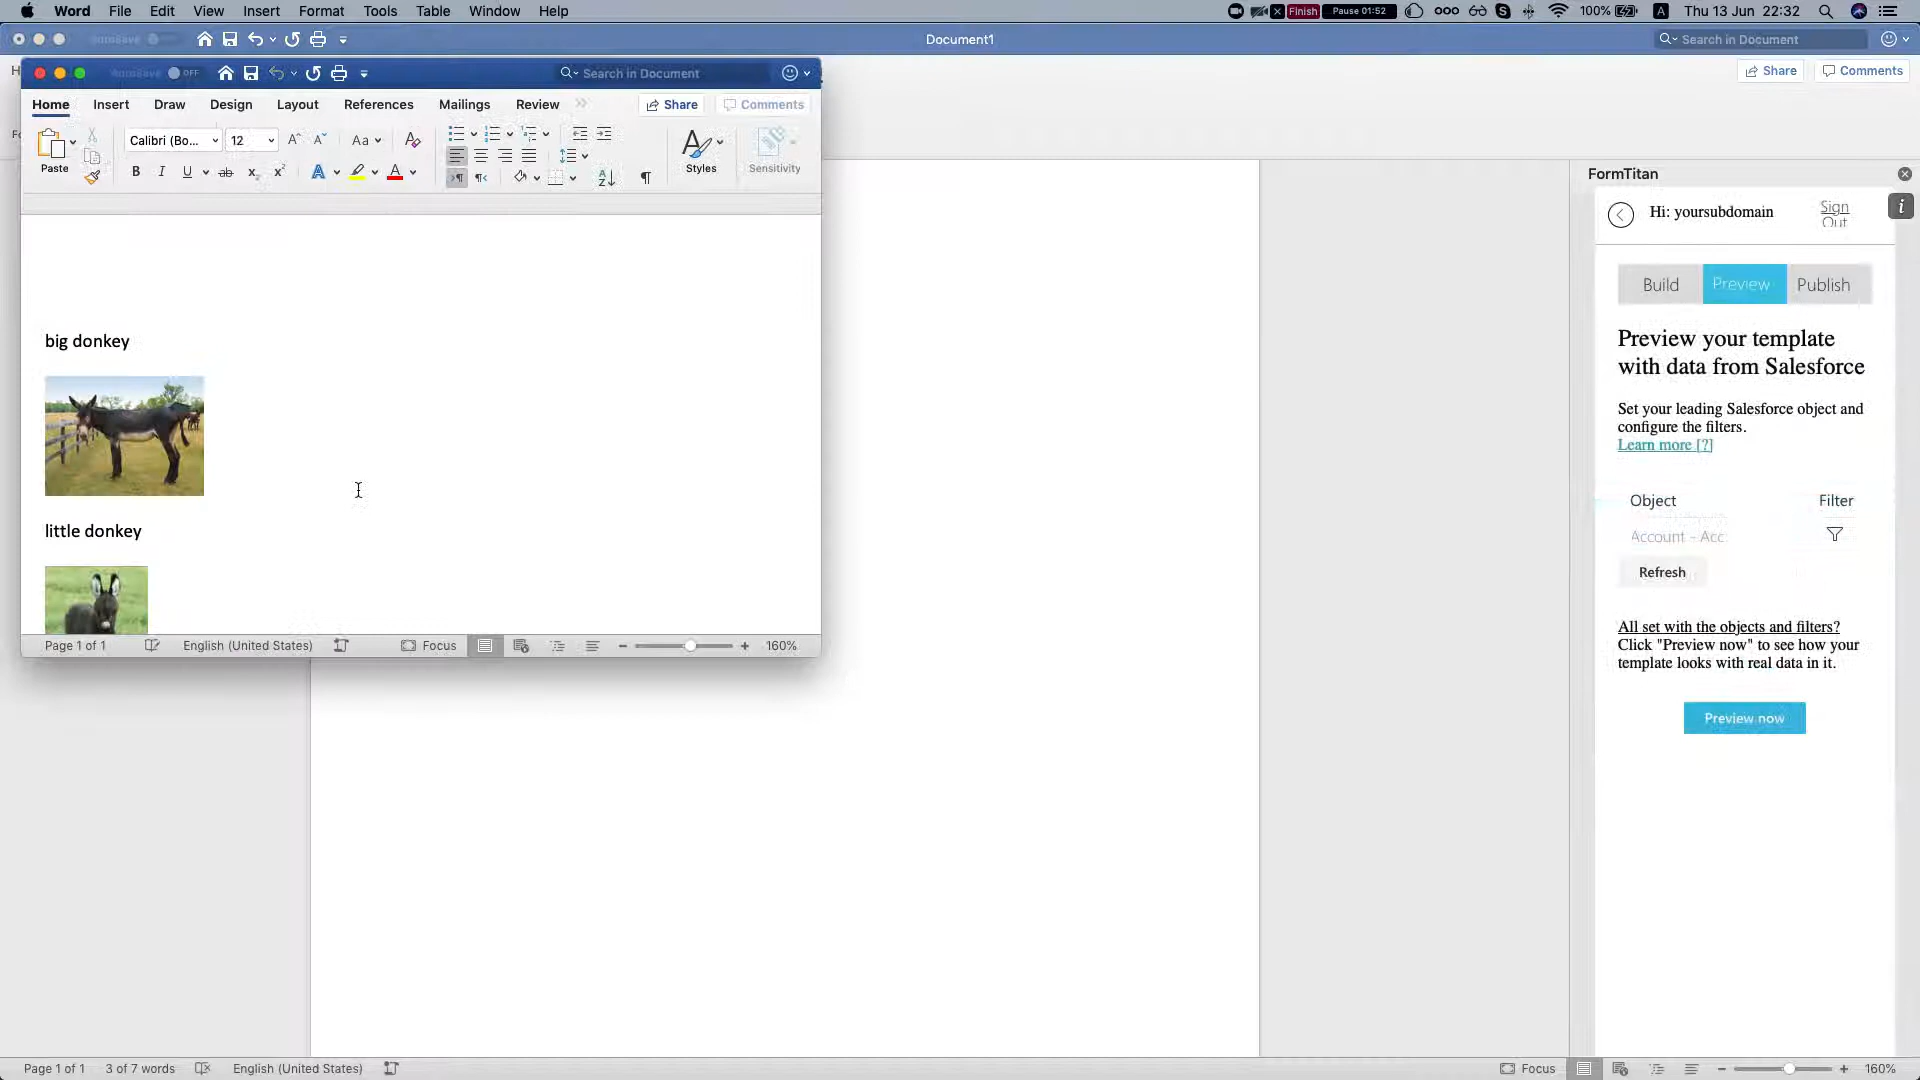 Word File Edit View Insert Format Tools Table Window Help
Finish Pause 01:52 100% A Thu 13 Jun 22:32
AutoSave Document1 Search in Document
Share Comments
AutoSave OFF Search in Document
Home Insert Draw Design Layout References Mailings Review Share Comments
Paste Calibri (Bo... 12 Aa Styles Sensitivity
B I U ab
big donkey
little donkey
Page 1 of 1 English (United States) Focus 160%
FormTitan
Hi: yoursubdomain Sign
Out
Build Preview Publish
Preview your template
with data from Salesforce
Set your leading Salesforce object and
configure the filters.
Learn more [?]
Object Filter
Account - Acc
Refresh
All set with the objects and filters?
Click "Preview now" to see how your
template looks with real data in it.
Preview now
Page 1 of 1 3 of 7 words English (United States) Focus 160%